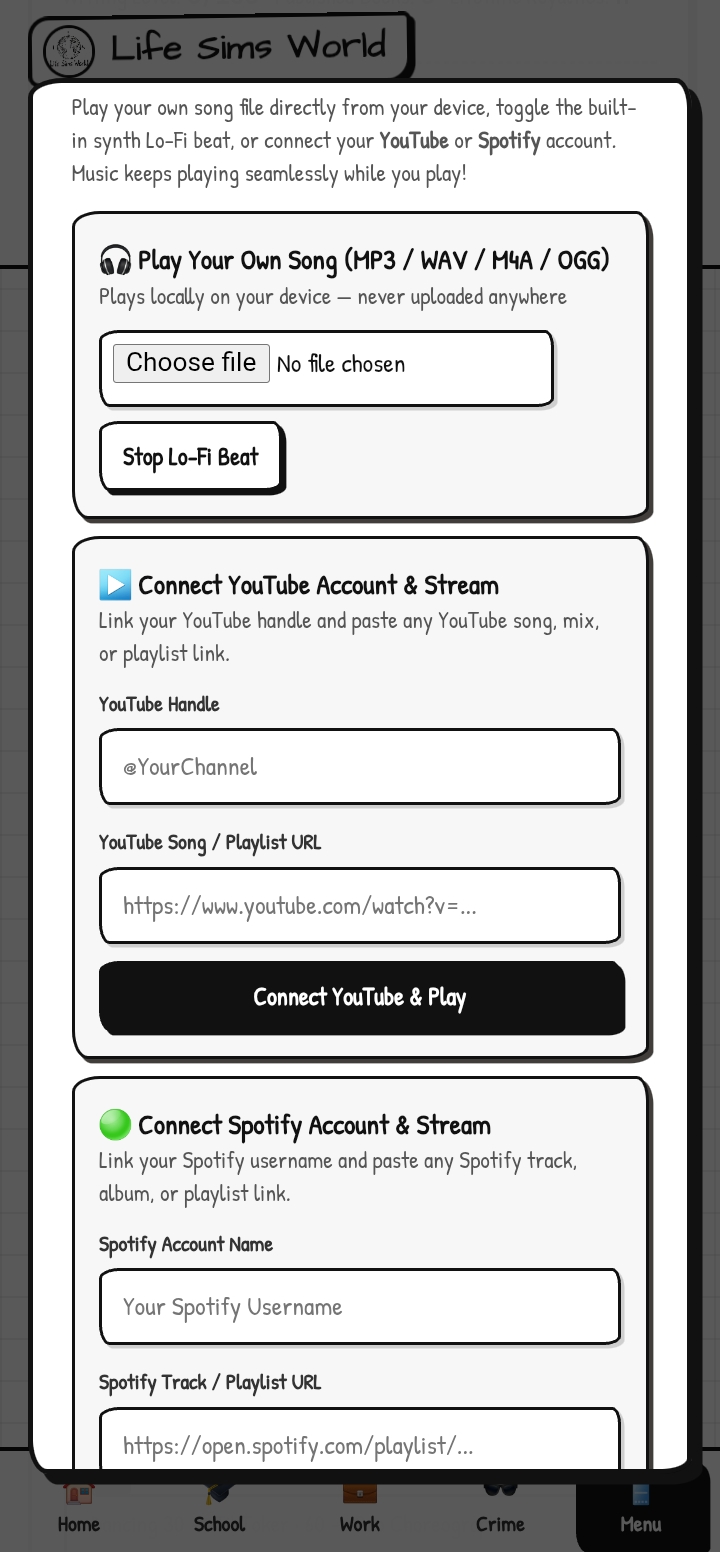 Life Sims World
Play your own song file directly from your device, toggle the built-
in synth Lo-Fi beat, or connect your YouTube or Spotify account.
Music keeps playing seamlessly while you play!
Play Your Own Song (MP3 / WAV / M4A / OGG)
Plays locally on your device — never uploaded anywhere
Choose file No file chosen
Stop Lo-Fi Beat
Connect YouTube Account & Stream
Link your YouTube handle and paste any YouTube song, mix,
or playlist link.
YouTube Handle
@YourChannel
YouTube Song / Playlist URL
https://www.youtube.com/watch?v=...
Connect YouTube & Play
Connect Spotify Account & Stream
Link your Spotify username and paste any Spotify track,
album, or playlist link.
Spotify Account Name
Your Spotify Username
Spotify Track / Playlist URL
https://open.spotify.com/playlist/...
Home School Work Crime Menu